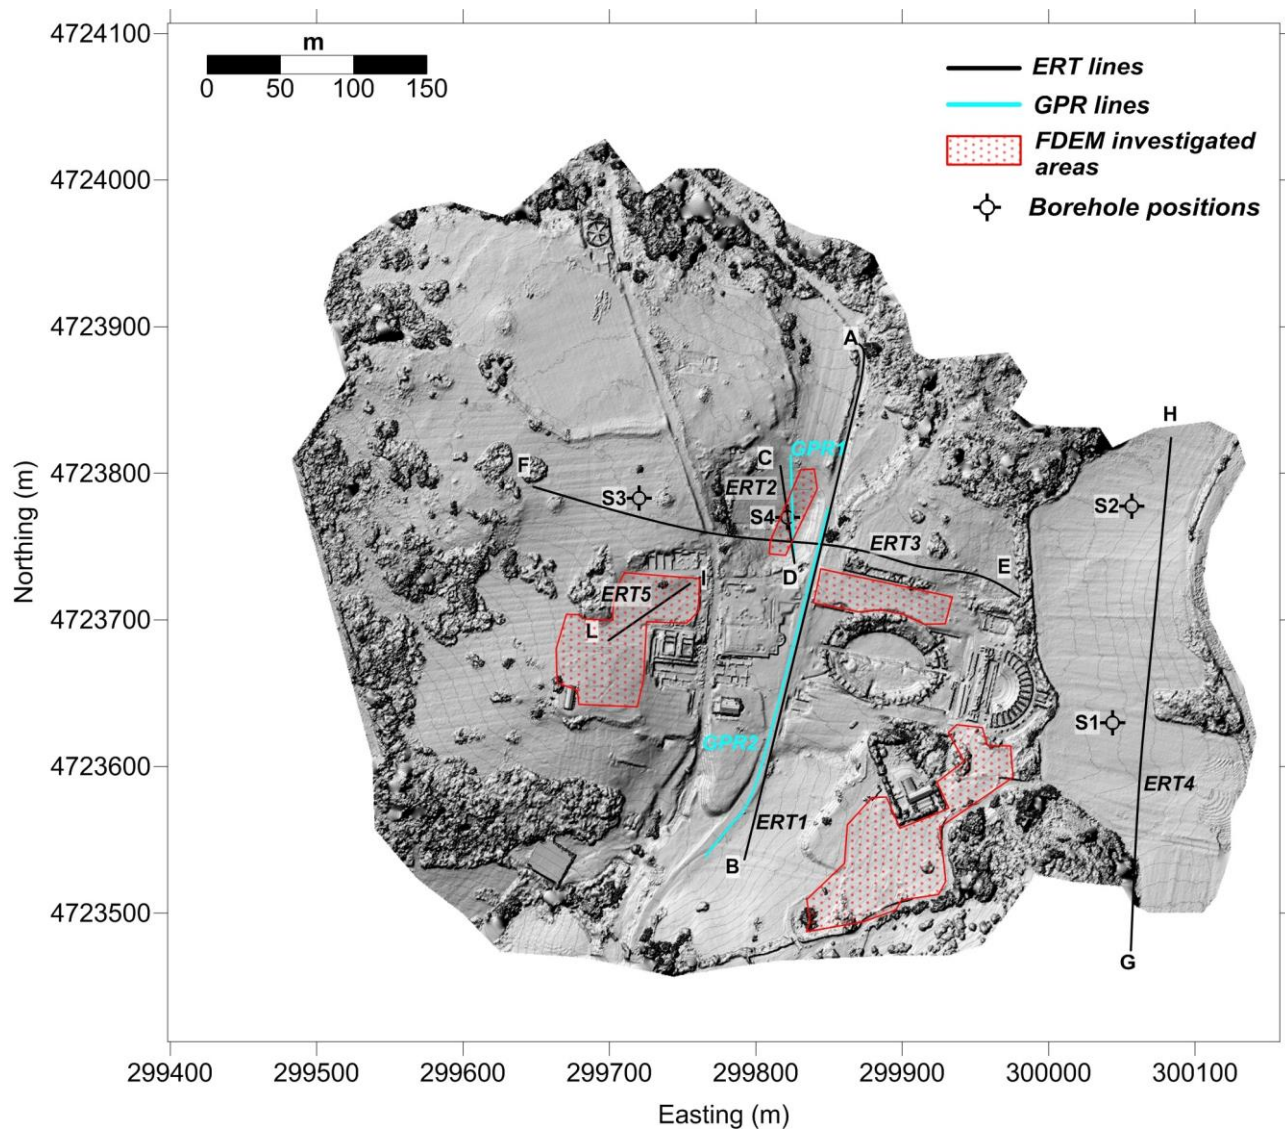 4724100
4724000
4723900
4723800
4723700
4723600
4723500
Northing (m)
m
0 50 100 150
ERT lines
GPR lines
FDEM investigated
areas
Borehole positions
A
H
GPR1
C
F
ERT2
S3
S4
S2
ERT3
D
E
I
ERT5
L
S1
GPR2
ERT4
ERT1
B
G
299400 299500 299600 299700 299800 299900 300000 300100
Easting (m)